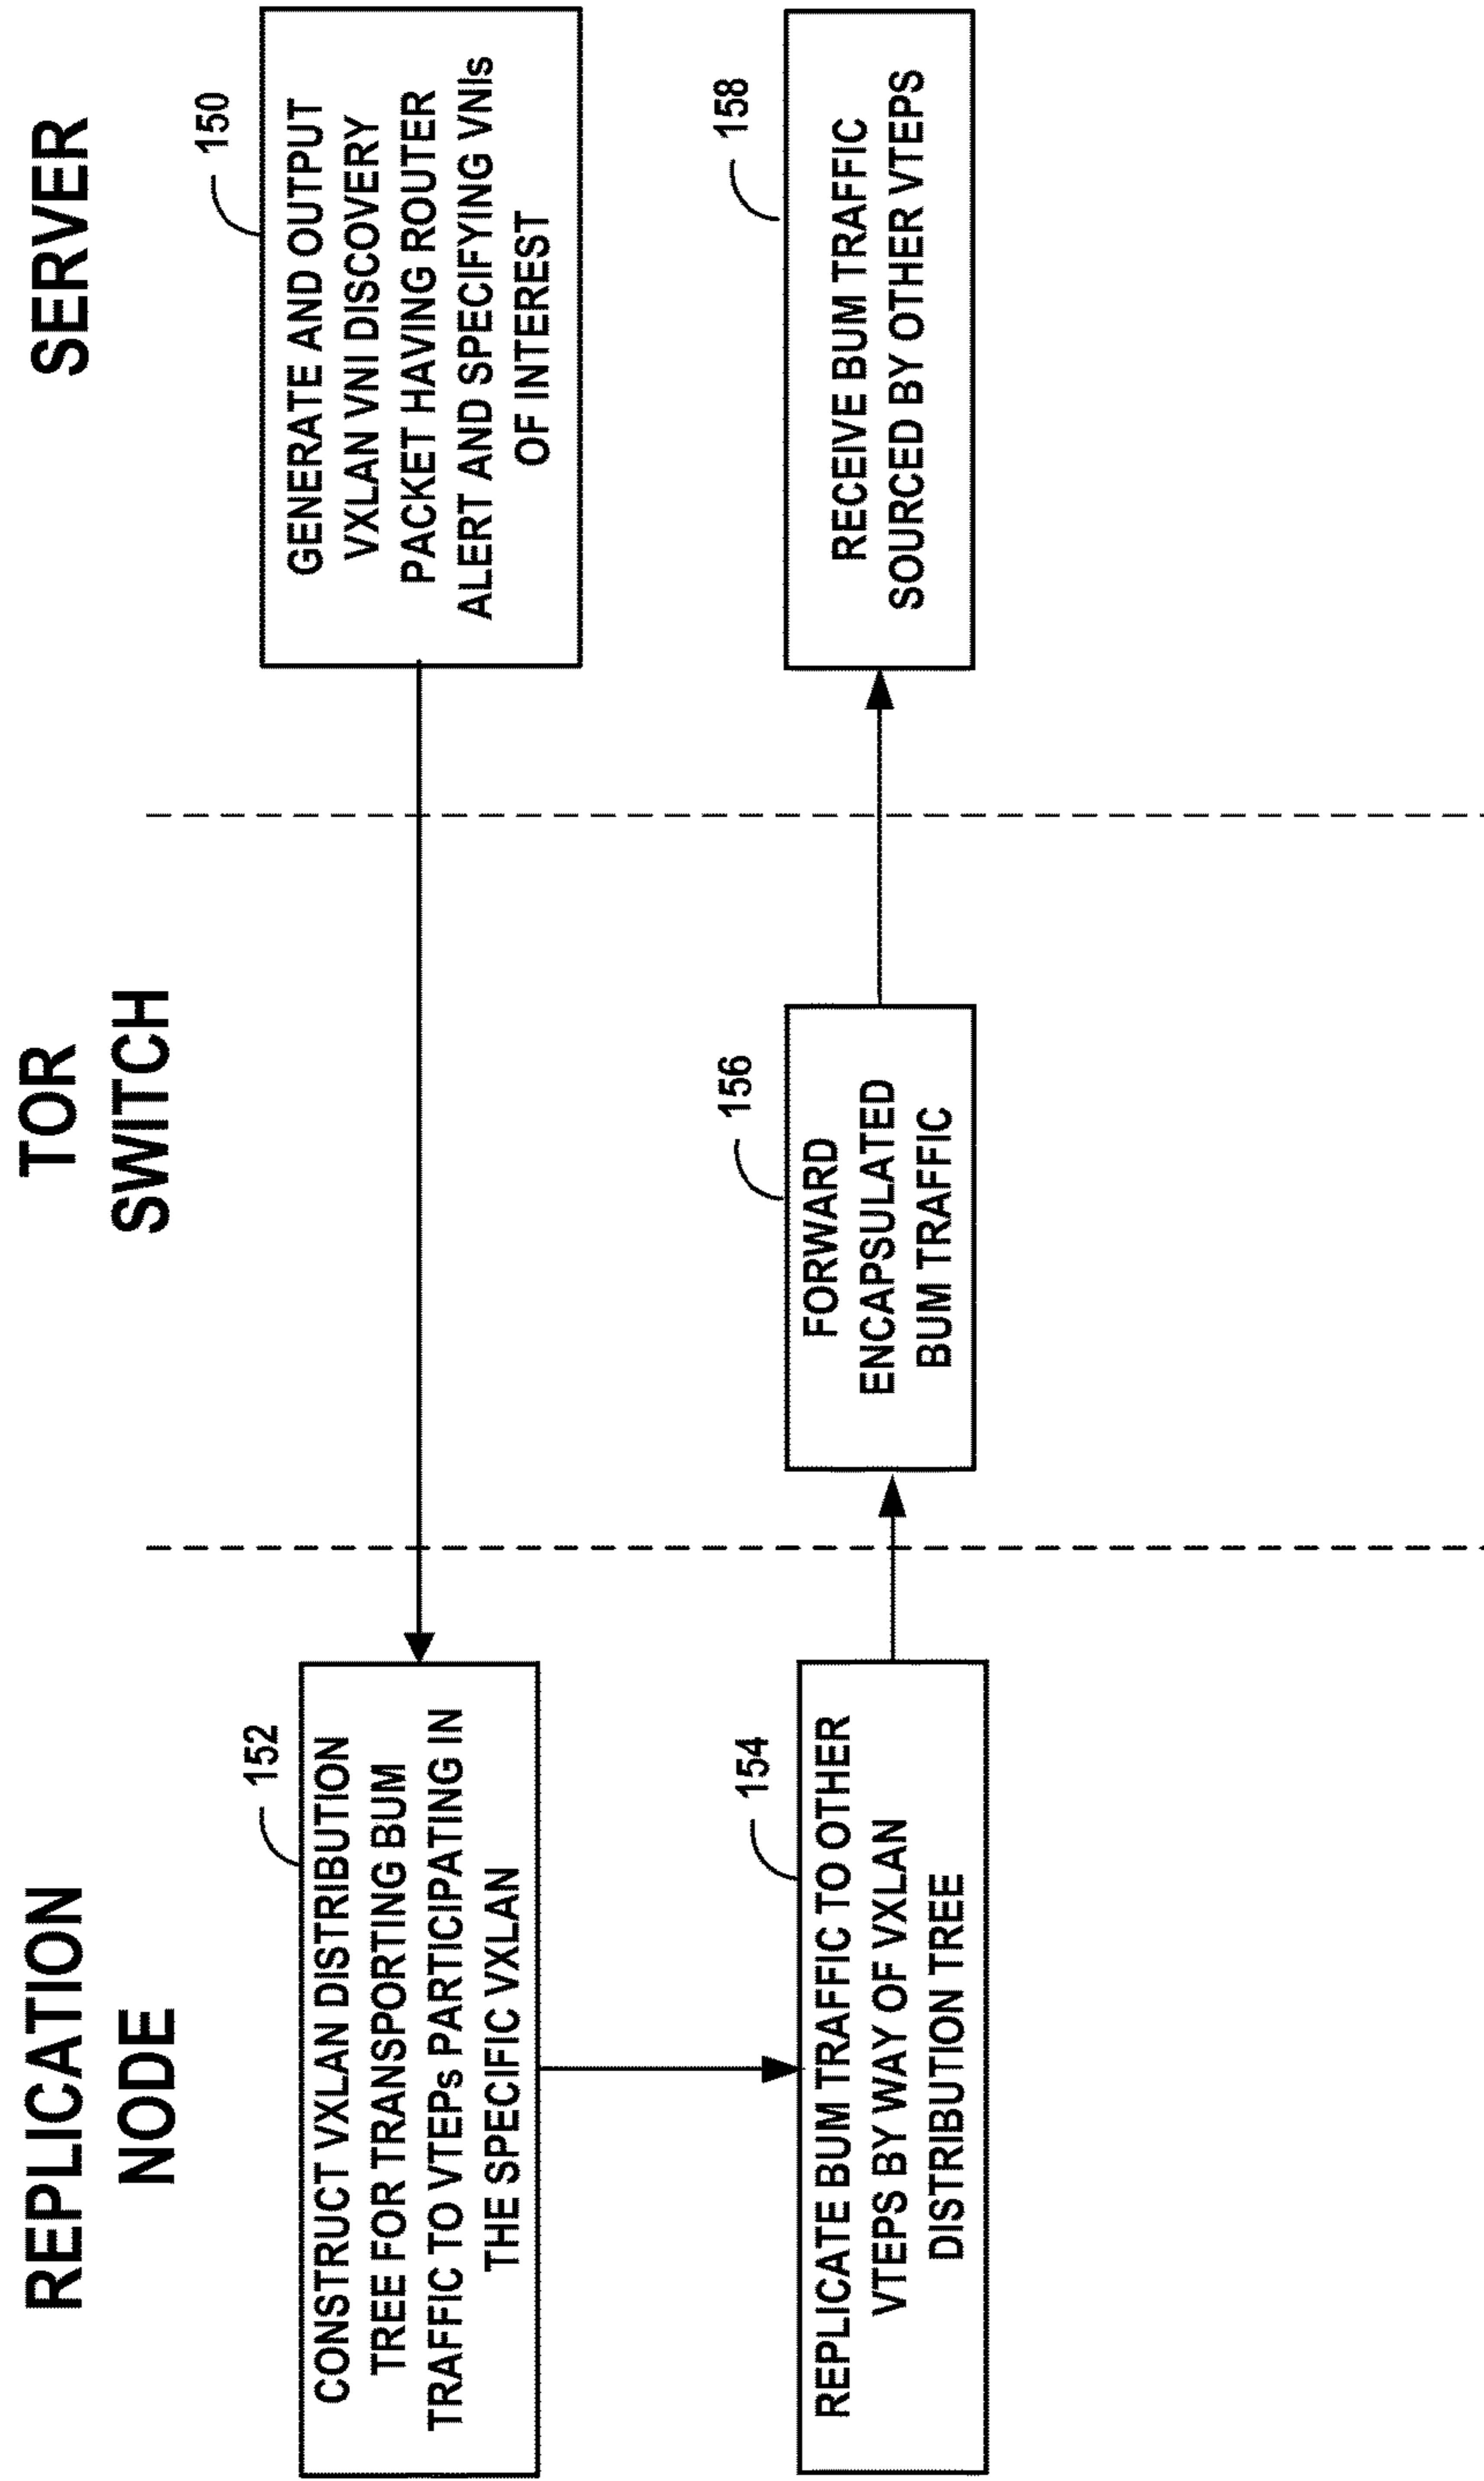 REPLICATION
NODE
TOR
SWITCH
SERVER
152
CONSTRUCT VXLAN DISTRIBUTION
TREE FOR TRANSPORTING BUM
TRAFFIC TO VTEPs PARTICIPATING IN
THE SPECIFIC VXLAN
150
GENERATE AND OUTPUT
VXLAN VNI DISCOVERY
PACKET HAVING ROUTER
ALERT AND SPECIFYING VNIs
OF INTEREST
154
REPLICATE BUM TRAFFIC TO OTHER
VTEPS BY WAY OF VXLAN
DISTRIBUTION TREE
156
FORWARD
ENCAPSULATED
BUM TRAFFIC
158
RECEIVE BUM TRAFFIC
SOURCED BY OTHER VTEPS